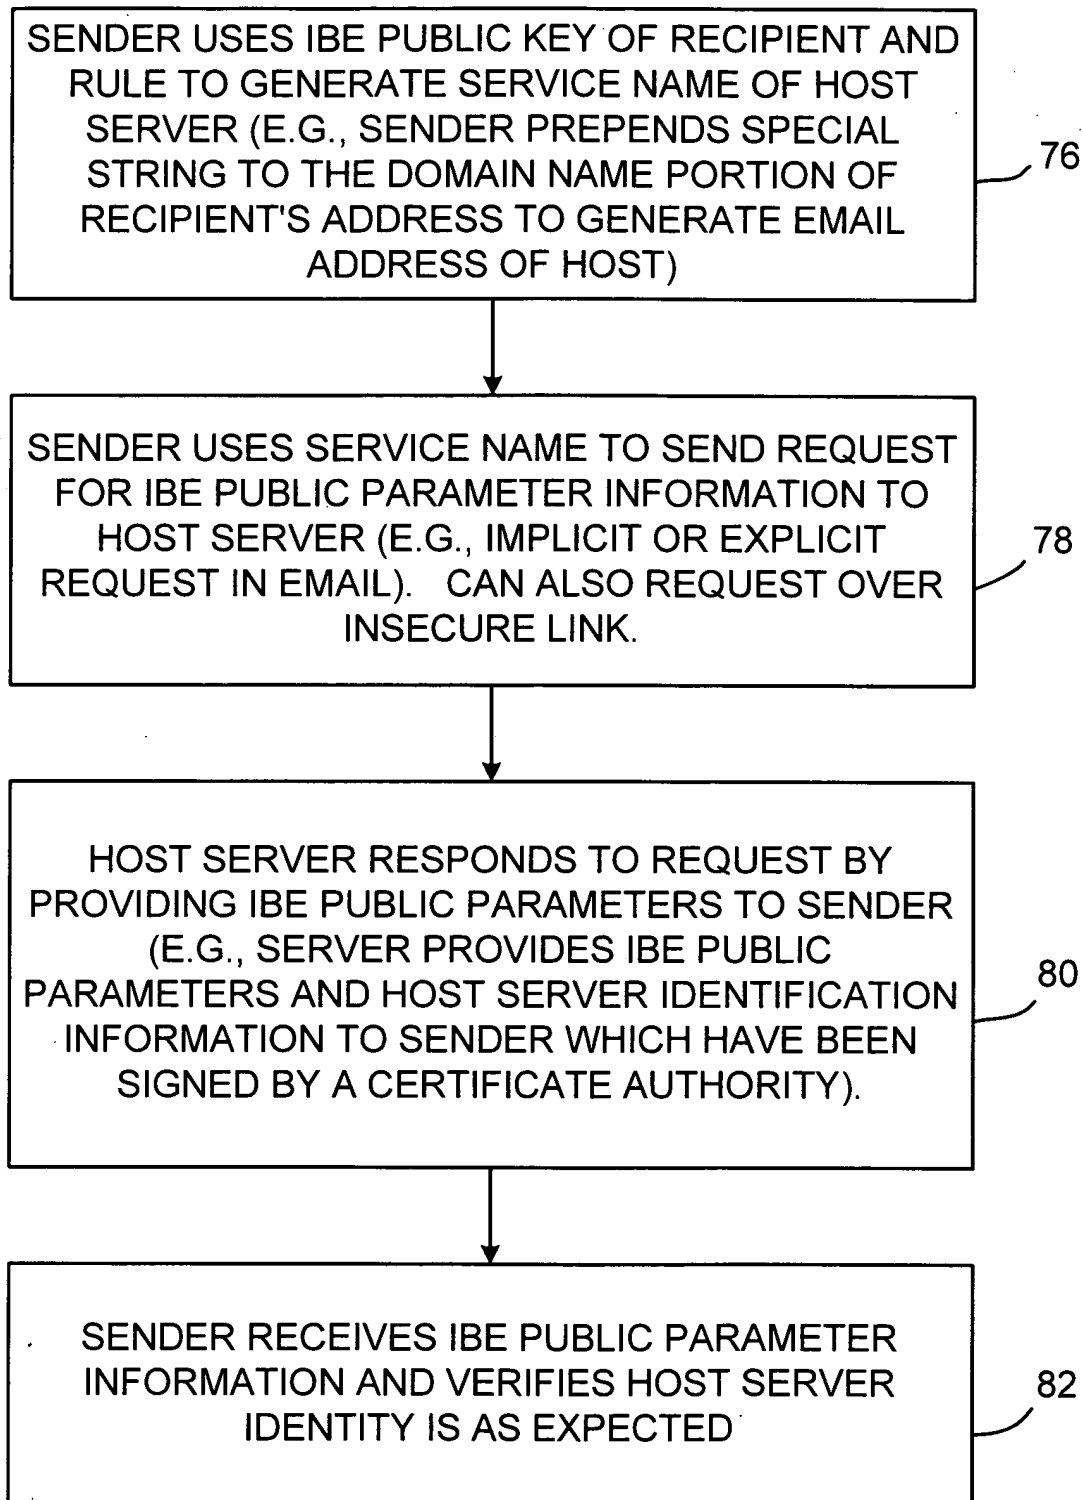 SENDER USES IBE PUBLIC KEY OF RECIPIENT AND
RULE TO GENERATE SERVICE NAME OF HOST
SERVER (E.G., SENDER PREPENDS SPECIAL
STRING TO THE DOMAIN NAME PORTION OF
RECIPIENT'S ADDRESS TO GENERATE EMAIL
ADDRESS OF HOST)
76
SENDER USES SERVICE NAME TO SEND REQUEST
FOR IBE PUBLIC PARAMETER INFORMATION TO
HOST SERVER (E.G., IMPLICIT OR EXPLICIT
REQUEST IN EMAIL). CAN ALSO REQUEST OVER
INSECURE LINK.
78
HOST SERVER RESPONDS TO REQUEST BY
PROVIDING IBE PUBLIC PARAMETERS TO SENDER
(E.G., SERVER PROVIDES IBE PUBLIC
PARAMETERS AND HOST SERVER IDENTIFICATION
INFORMATION TO SENDER WHICH HAVE BEEN
SIGNED BY A CERTIFICATE AUTHORITY).
80
SENDER RECEIVES IBE PUBLIC PARAMETER
INFORMATION AND VERIFIES HOST SERVER
IDENTITY IS AS EXPECTED
82